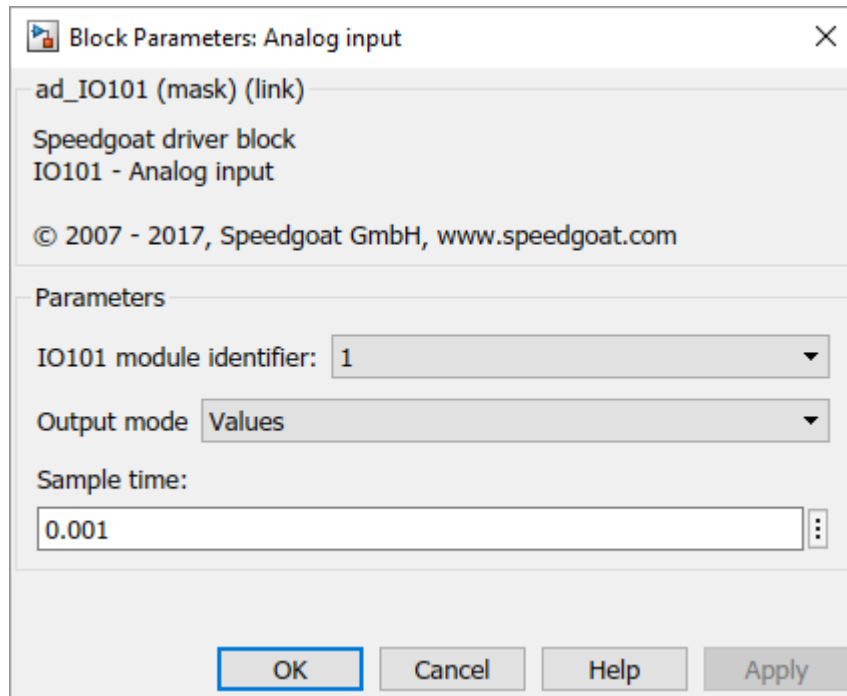 Block Parameters: Analog input
ad_IO101 (mask) (link)
Speedgoat driver block
IO101 - Analog input
© 2007 - 2017, Speedgoat GmbH, www.speedgoat.com
Parameters
IO101 module identifier: 1
Output mode Values
Sample time:
0.001
OK Cancel Help Apply